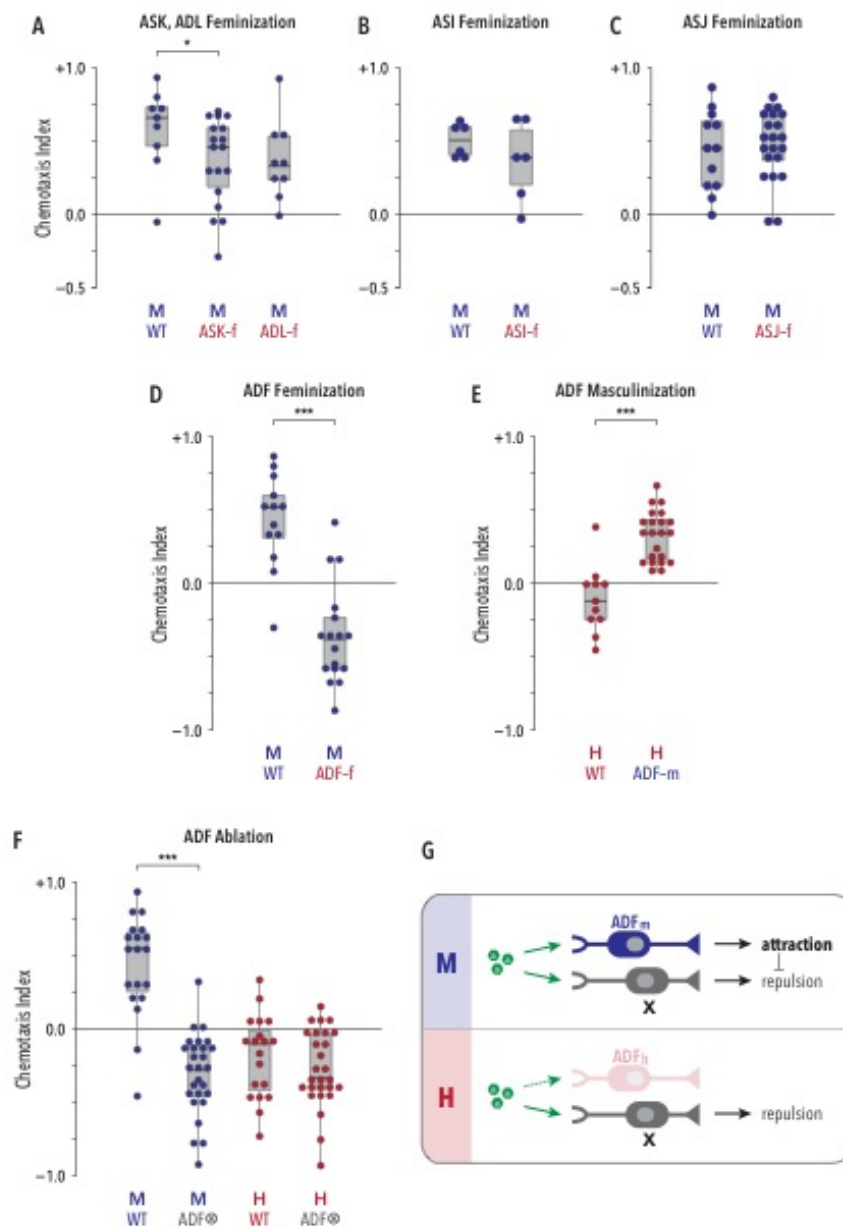 A
ASK, ADL Feminization
*
+1.0
0.0
−0.5
Chemotaxis Index
M M M
WT ASK–f ADL–f
B
ASI Feminization
+1.0
0.0
−0.5
M M
WT ASI–f
C
ASJ Feminization
+1.0
0.0
−0.5
M M
WT ASJ–f
D
ADF Feminization
***
+1.0
0.0
−1.0
Chemotaxis Index
M M
WT ADF–f
E
ADF Masculinization
***
+1.0
0.0
−1.0
Chemotaxis Index
H H
WT ADF–m
F
ADF Ablation
***
+1.0
0.0
−1.0
Chemotaxis Index
M M H H
WT ADF WT ADF
G
M
ADFm
attraction
repulsion
X
H
ADFh
repulsion
X